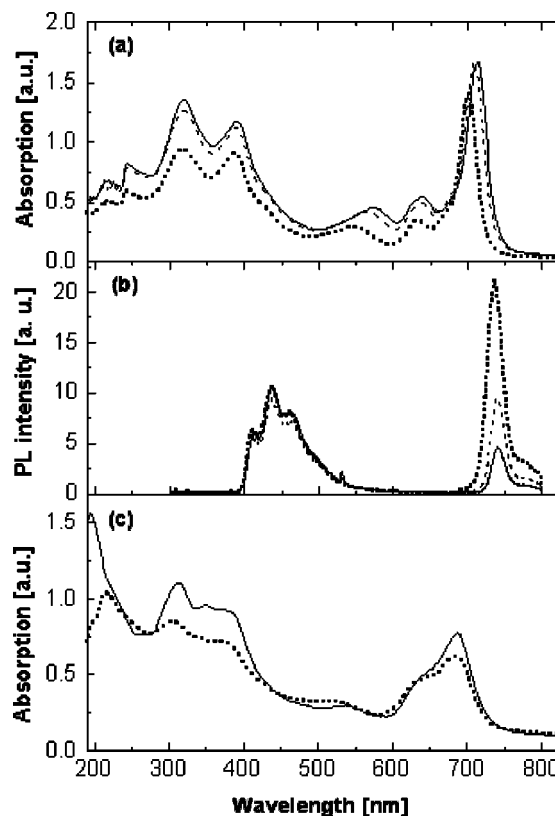 (a)
2.0
1.5
1.0
0.5
0.0
Absorption [a.u.]
(b)
20
15
10
5
0
PL intensity [a. u.]
(c)
1.5
1.0
0.5
0.0
Absorption [a.u.]
200 300 400 500 600 700 800
Wavelength [nm]